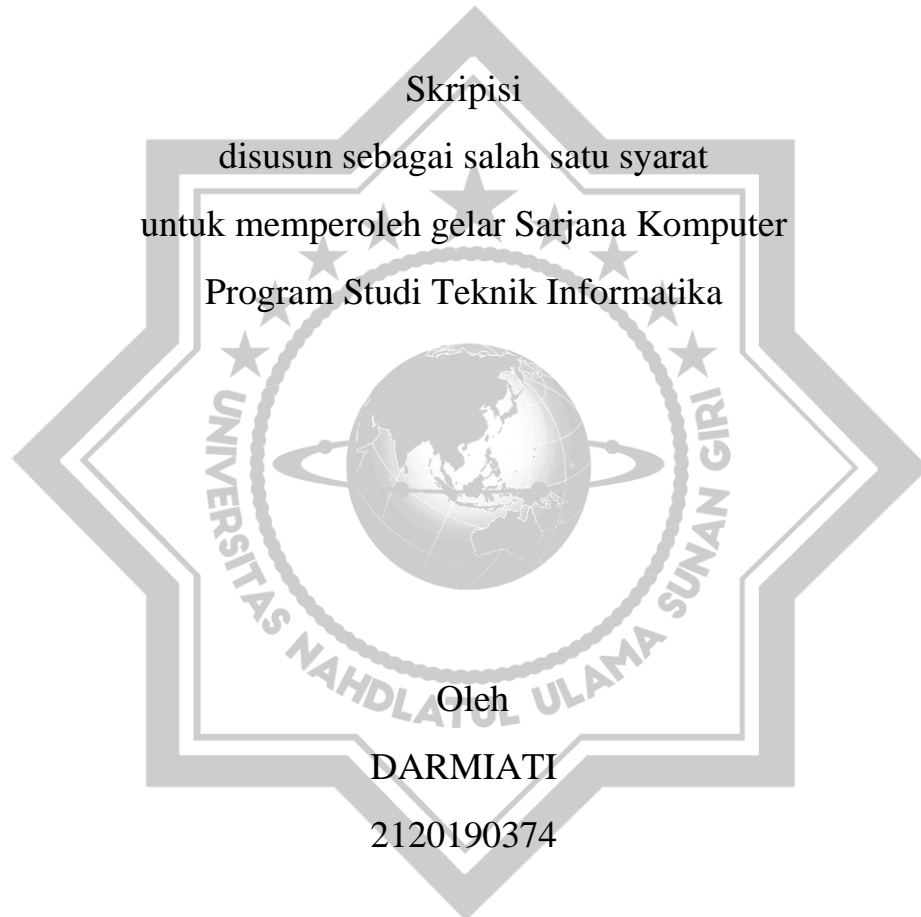 Skripisi
disusun sebagai salah satu syarat
untuk memperoleh gelar Sarjana Komputer
Program Studi Teknik Informatika
UNIVERSITAS NAHDLATUL ULAMA SUNAN GIRI
Oleh
DARMIATI
2120190374